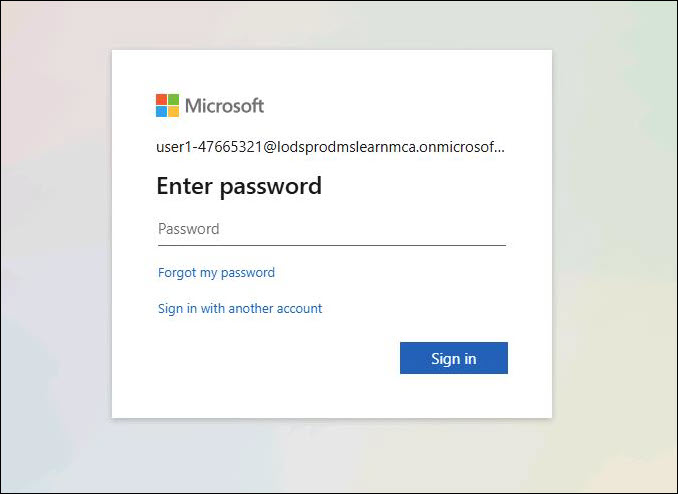 Microsoft
user1-47665321@lodsprodmslearnmca.onmicrosof...
Enter password
Password
Forgot my password
Sign in with another account
Sign in